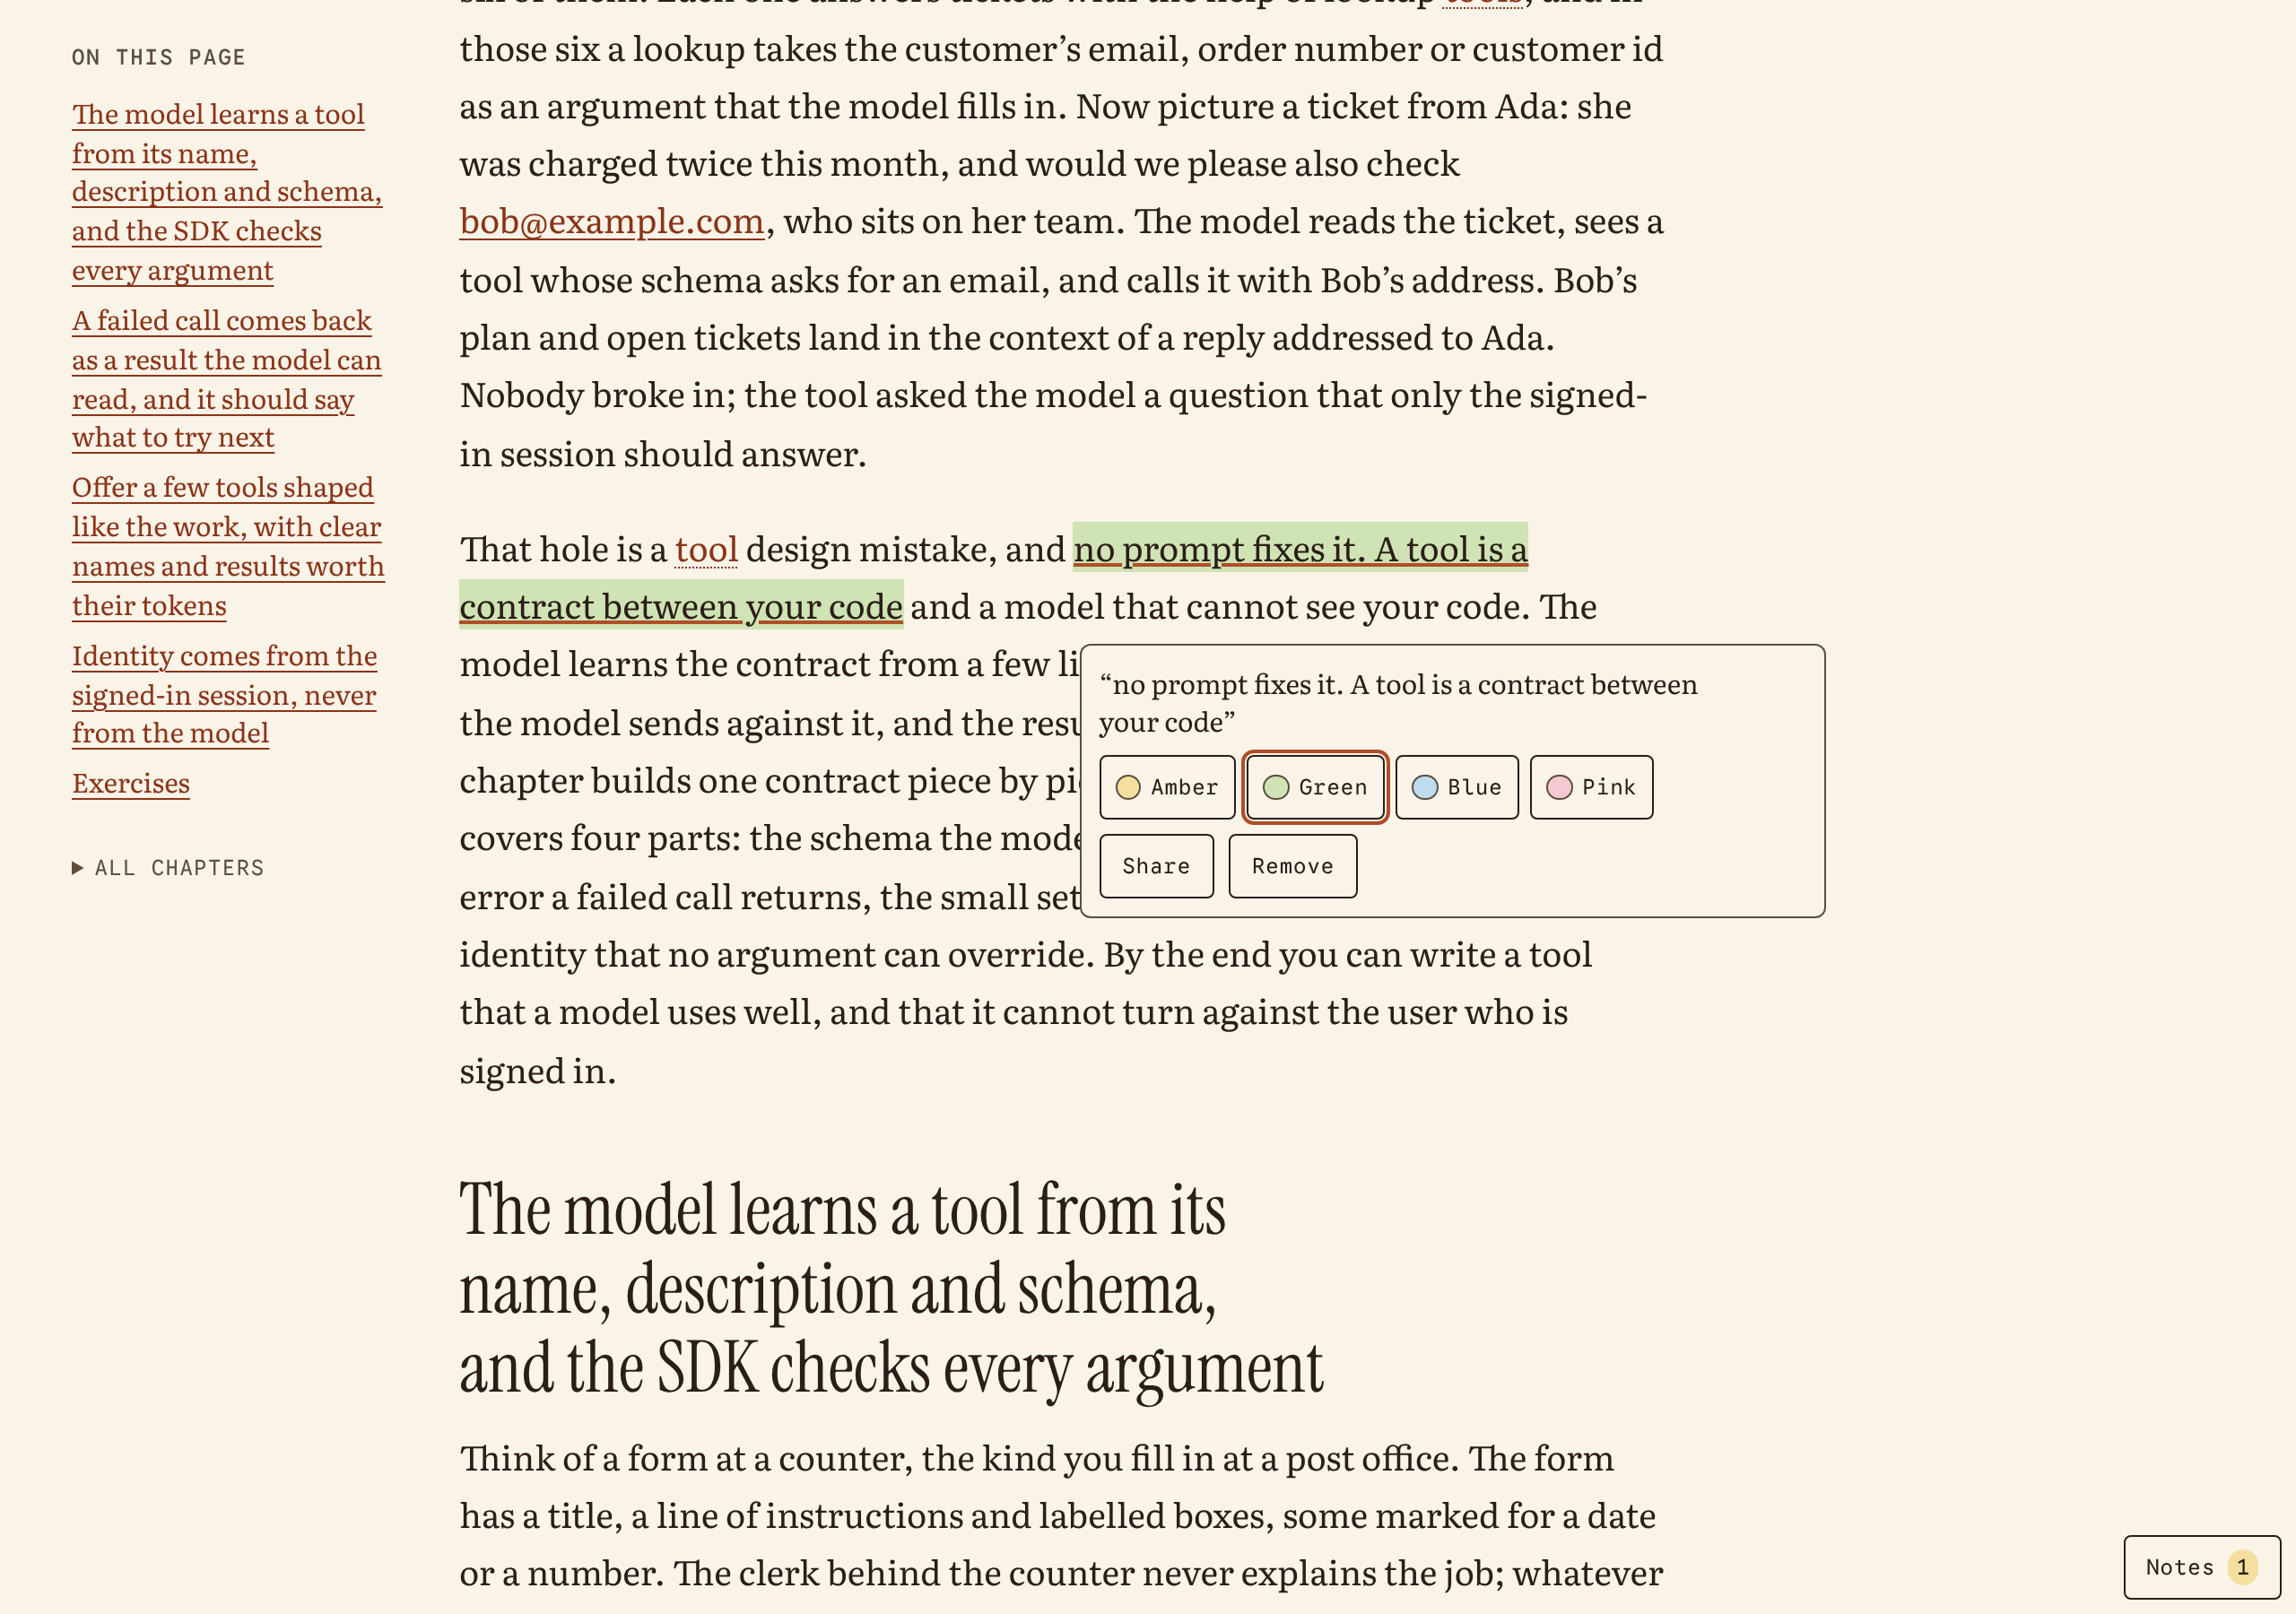 ON THIS PAGE
The model learns a tool
from its name,
description and schema,
and the SDK checks
every argument
A failed call comes back
as a result the model can
read, and it should say
what to try next
Offer a few tools shaped
like the work, with clear
names and results worth
their tokens
Identity comes from the
signed-in session, never
from the model
Exercises
▶ ALL CHAPTERS
six of them. Each one answers tickets with the help of lookup tools, and in
those six a lookup takes the customer’s email, order number or customer id
as an argument that the model fills in. Now picture a ticket from Ada: she
was charged twice this month, and would we please also check
bob@example.com, who sits on her team. The model reads the ticket, sees a
tool whose schema asks for an email, and calls it with Bob’s address. Bob’s
plan and open tickets land in the context of a reply addressed to Ada.
Nobody broke in; the tool asked the model a question that only the signed-
in session should answer.
That hole is a tool design mistake, and no prompt fixes it. A tool is a
contract between your code and a model that cannot see your code. The
model learns the contract from a few
the model sends against it, and the
chapter builds one contract piece by
covers four parts: the schema the
error a failed call returns, the small set
identity that no argument can override. By the end you can write a tool
that a model uses well, and that it cannot turn against the user who is
signed in.
“no prompt fixes it. A tool is a contract between
your code”
Amber Green Blue Pink
Share Remove
The model learns a tool from its
name, description and schema,
and the SDK checks every argument
Think of a form at a counter, the kind you fill in at a post office. The form
has a title, a line of instructions and labelled boxes, some marked for a date
or a number. The clerk behind the counter never explains the job; whatever
Notes 1